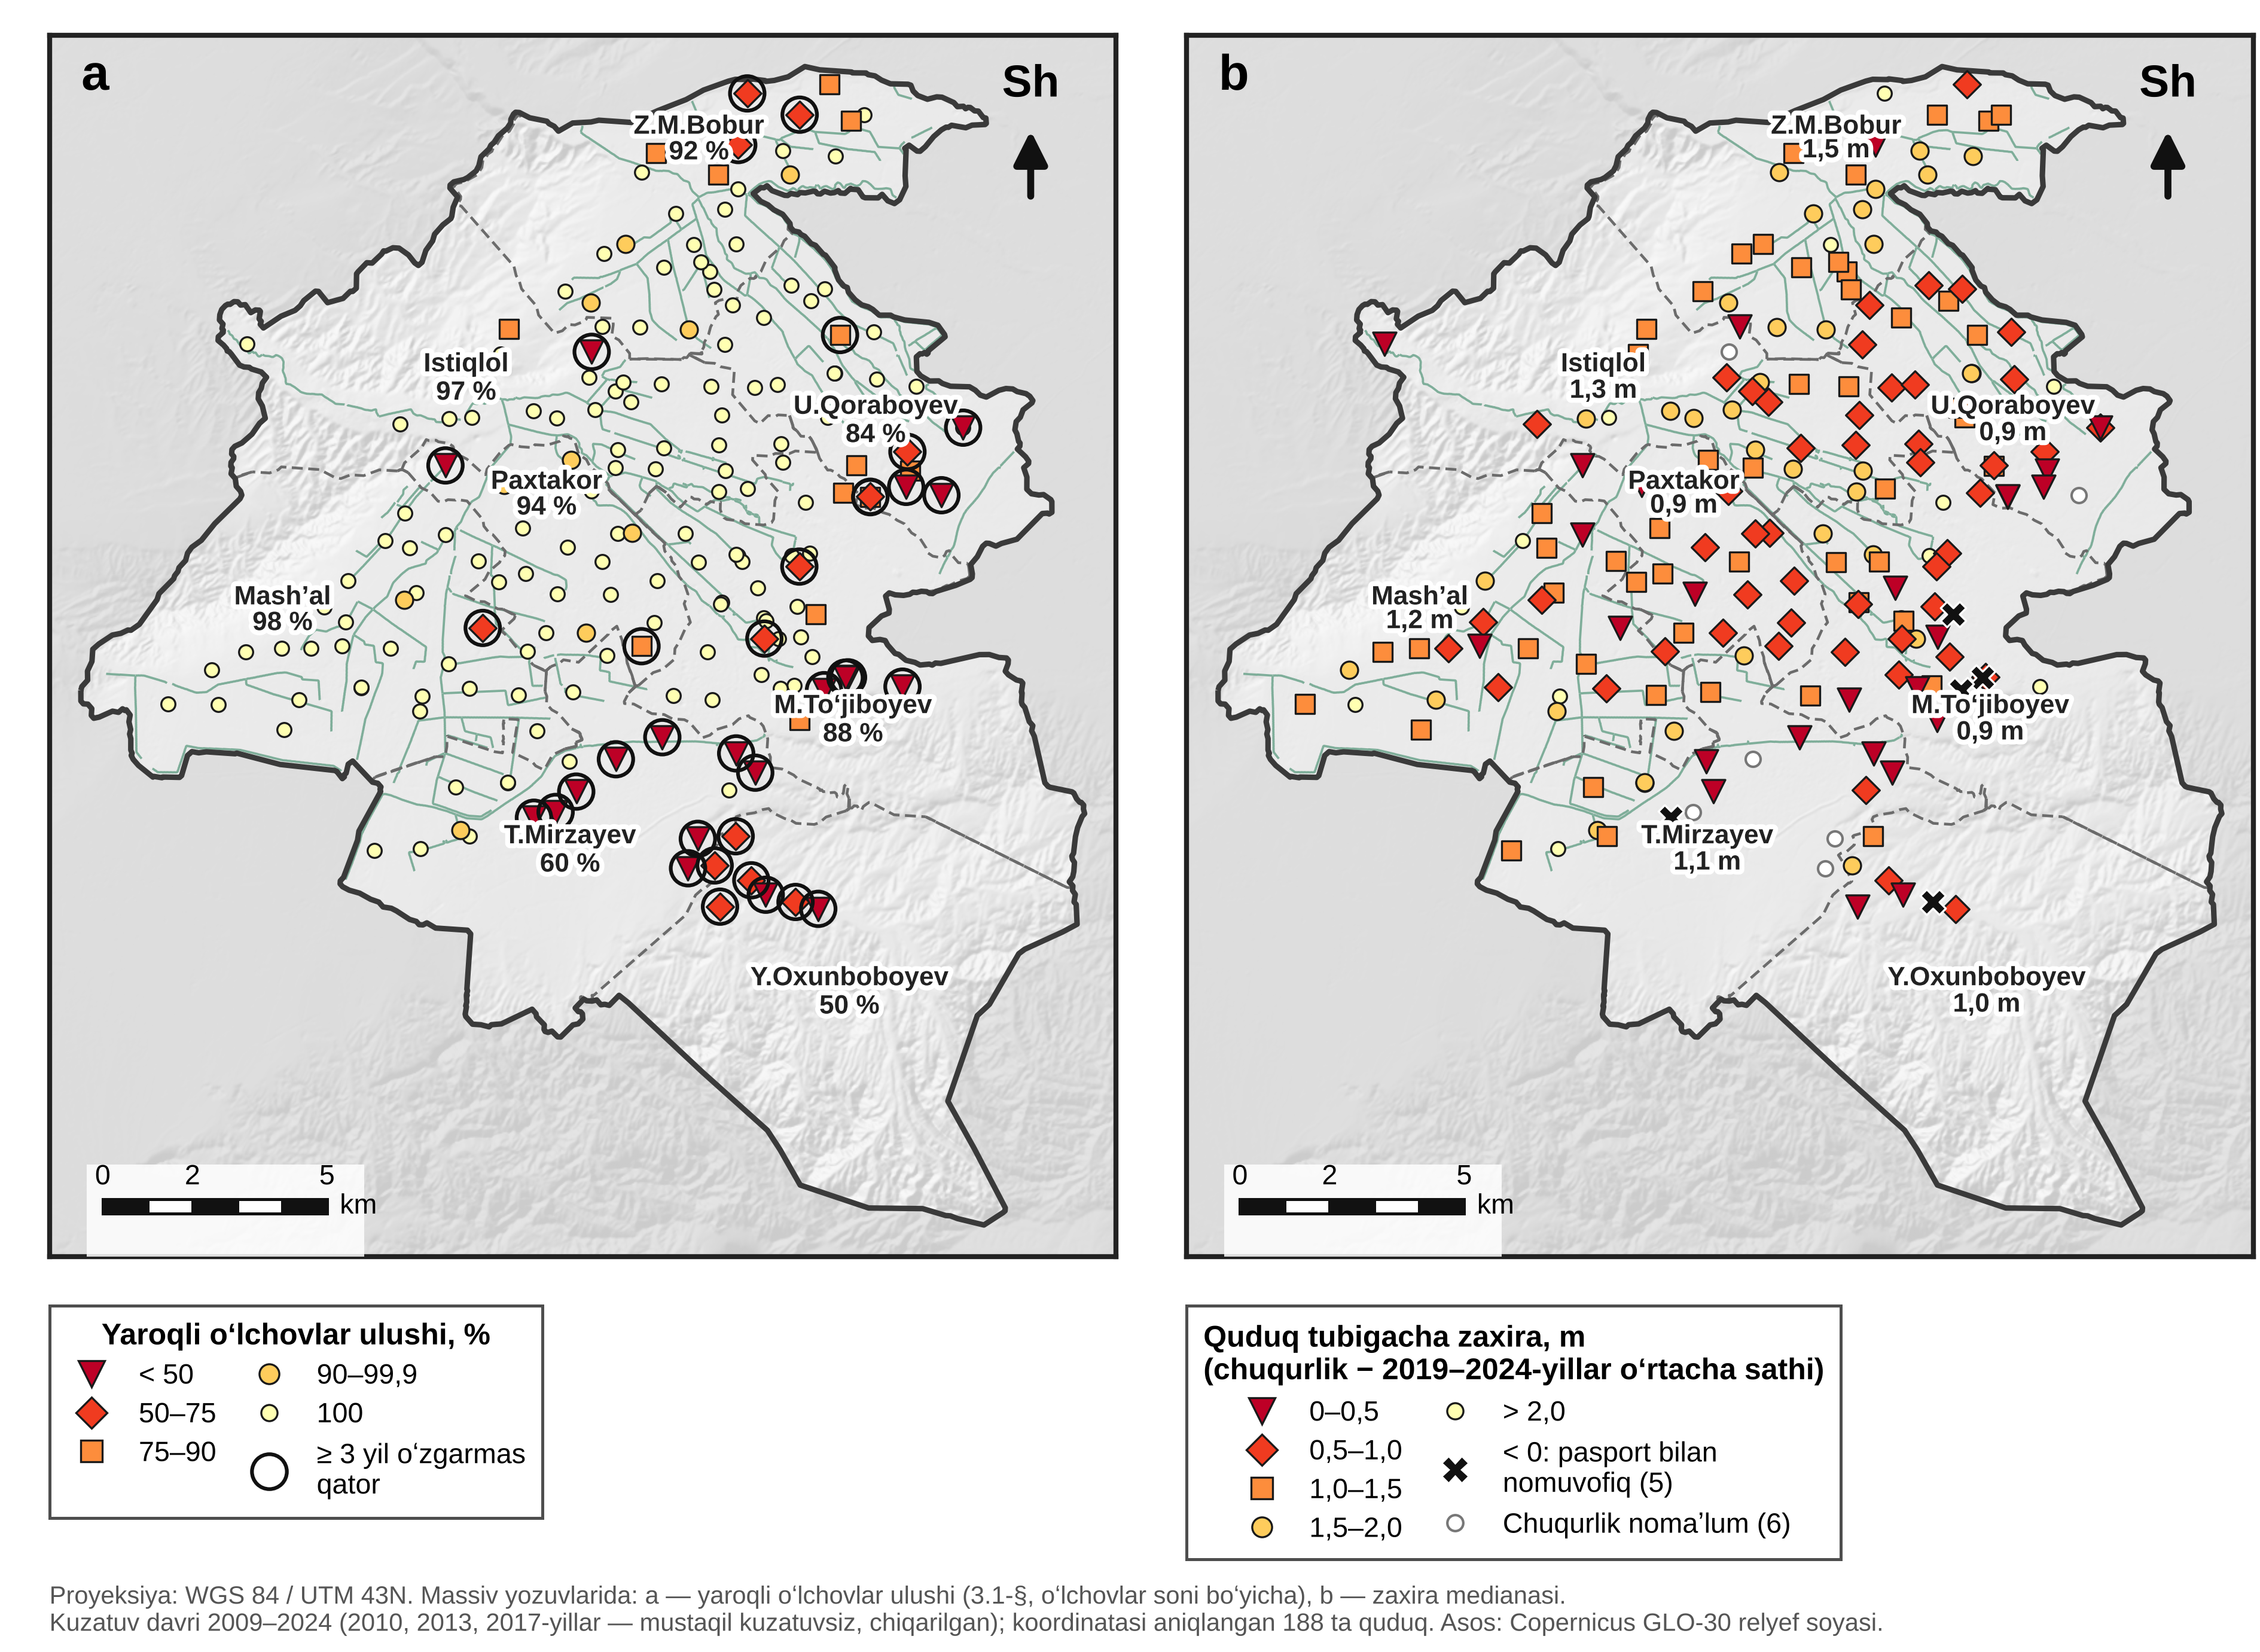 a
Sh
Z.M.Bobur
92 %
Istiqlol
97 %
U.Qoraboyev
84 %
Paxtakor
94 %
Mash’al
98 %
M.To‘jiboyev
88 %
T.Mirzayev
60 %
Y.Oxunboboyev
50 %
0 2 5
km
b
Sh
Z.M.Bobur
1,5 m
Istiqlol
1,3 m
U.Qoraboyev
0,9 m
Paxtakor
0,9 m
Mash’al
1,2 m
M.To‘jiboyev
0,9 m
T.Mirzayev
1,1 m
Y.Oxunboboyev
1,0 m
0 2 5
km
Yaroqli o‘lchovlar ulushi, %
< 50
50–75
75–90
90–99,9
100
≥ 3 yil o‘zgarmas
qator
Quduq tubigacha zaxira, m
(chuqurlik − 2019–2024-yillar o‘rtacha sathi)
0–0,5
0,5–1,0
1,0–1,5
1,5–2,0
> 2,0
< 0: pasport bilan
nomuvofiq (5)
Chuqurlik noma’lum (6)
Proyeksiya: WGS 84 / UTM 43N. Massiv yozuvlarida: a — yaroqli o‘lchovlar ulushi (3.1-§, o‘lchovlar soni bo‘yicha), b — zaxira medianasi.
Kuzatuv davri 2009–2024 (2010, 2013, 2017-yillar — mustaqil kuzatuvsiz, chiqarilgan); koordinatasi aniqlangan 188 ta quduq. Asos: Copernicus GLO-30 relyef soyasi.